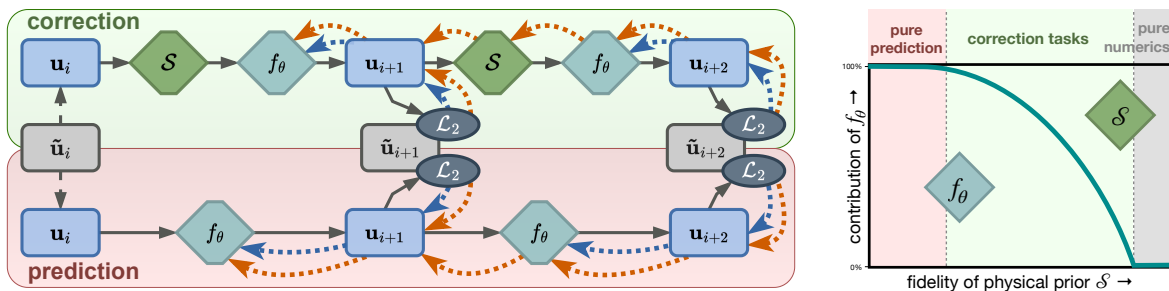 correction
u_i
𝒮
f_θ
u_{i+1}
𝒮
f_θ
u_{i+2}
ℒ_2
ℒ_2
ũ_i
ũ_{i+1}
ũ_{i+2}
ℒ_2
ℒ_2
u_i
f_θ
u_{i+1}
f_θ
u_{i+2}
prediction
pure
prediction
correction tasks
pure
numerics
100%
contribution of f_θ →
𝒮
f_θ
0%
fidelity of physical prior 𝒮 →